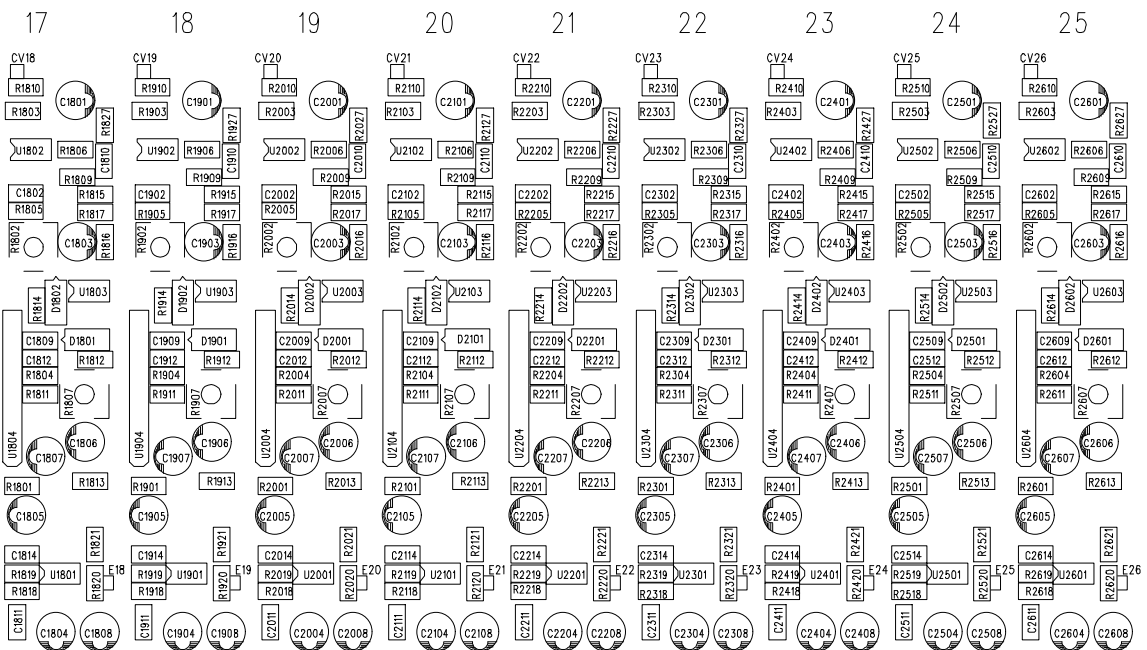 17 18 19 20 21 22 23 24 25
CV18 CV19 CV20 CV21 CV22 CV23 CV24 CV25 CV26
R1810 R1910 R2010 R2110 R2210 R2310 R2410 R2510 R2610
C1801 C1901 C2001 C2101 C2201 C2301 C2401 C2501 C2601
R1803 R1903 R2003 R2103 R2203 R2303 R2403 R2503 R2603
R1827 R1927 R2027 R2127 R2227 R2327 R2427 R2527 R2627
U1802 R1806 C1810 U1902 R1906 C1910 U2002 R2006 C2010 U2102 R2106 C2110 U2202 R2206 C2210 U2302 R2306 C2310 U2402 R2406 C2410 U2502 R2506 C2510 U2602 R2606 C2610
R1809 R1909 R2009 R2109 R2209 R2309 R2409 R2509 R2609
C1802 R1815 C1902 R1915 C2002 R2015 C2102 R2115 C2202 R2215 C2302 R2315 C2402 R2415 C2502 R2515 C2602 R2615
R1805 R1817 R1905 R1917 R2005 R2017 R2105 R2117 R2205 R2217 R2305 R2317 R2405 R2417 R2505 R2517 R2605 R2617
R1802 C1803 R1816 R1902 C1903 R1916 R2002 C2003 R2016 R2102 C2103 R2116 R2202 C2203 R2216 R2302 C2303 R2316 R2402 C2403 R2416 R2502 C2503 R2516 R2602 C2603 R2616
R1814 D1802 U1803 R1914 D1902 U1903 R2014 D2002 U2003 R2114 D2102 U2103 R2214 D2202 U2203 R2314 D2302 U2303 R2414 D2402 U2403 R2514 D2502 U2503 R2614 D2602 U2603
C1809 D1801 C1909 D1901 C2009 D2001 C2109 D2101 C2209 D2201 C2309 D2301 C2409 D2401 C2509 D2501 C2609 D2601
C1812 R1812 C1912 R1912 C2012 R2012 C2112 R2112 C2212 R2212 C2312 R2312 C2412 R2412 C2512 R2512 C2612 R2612
R1804 R1904 R2004 R2104 R2204 R2304 R2404 R2504 R2604
R1811 R1807 R1911 R1907 R2011 R2007 R2111 R2107 R2211 R2207 R2311 R2307 R2411 R2407 R2511 R2507 R2611 R2607
U1804 C1806 U1904 C1906 U2004 C2006 U2104 C2106 U2204 C2206 U2304 C2306 U2404 C2406 U2504 C2506 U2604 C2606
C1807 C1907 C2007 C2107 C2207 C2307 C2407 C2507 C2607
R1801 R1813 R1901 R1913 R2001 R2013 R2101 R2113 R2201 R2213 R2301 R2313 R2401 R2413 R2501 R2513 R2601 R2613
C1805 C1905 C2005 C2105 C2205 C2305 C2405 C2505 C2605
R1821 R1921 R2021 R2121 R2221 R2321 R2421 R2521 R2621
C1814 C1914 C2014 C2114 C2214 C2314 C2414 C2514 C2614
R1819 U1801 R1820 E18 R1919 U1901 R1920 E19 R2019 U2001 R2020 E20 R2119 U2101 R2120 E21 R2219 U2201 R2220 E22 R2319 U2301 R2320 E23 R2419 U2401 R2420 E24 R2519 U2501 R2520 E25 R2619 U2601 R2620 E26
R1818 R1918 R2018 R2118 R2218 R2318 R2418 R2518 R2618
C1811 C1804 C1808 C1911 C1904 C1908 C2011 C2004 C2008 C2111 C2104 C2108 C2211 C2204 C2208 C2311 C2304 C2308 C2411 C2404 C2408 C2511 C2504 C2508 C2611 C2604 C2608